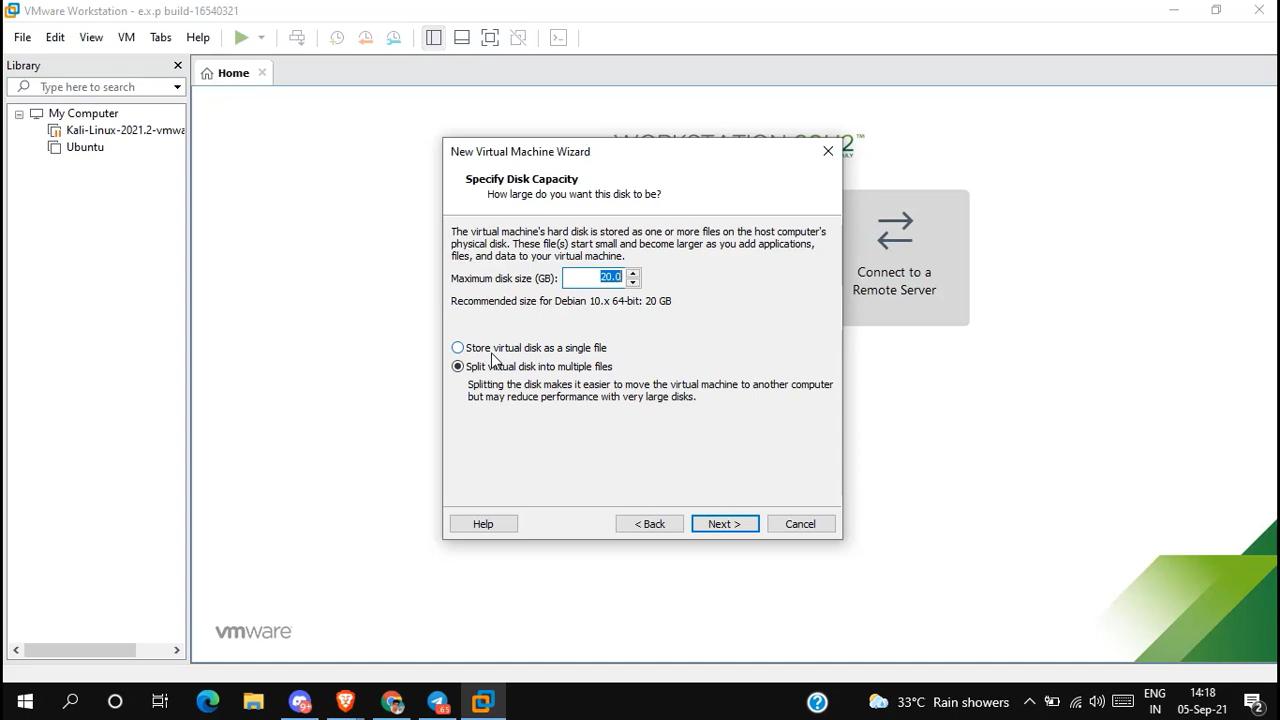 VMware Workstation - e.x.p build-16540321
File Edit View VM Tabs Help
Library
Type here to search
My Computer
Kali-Linux-2021.2-vmwa
Ubuntu
Home
New Virtual Machine Wizard
Specify Disk Capacity
How large do you want this disk to be?
The virtual machine's hard disk is stored as one or more files on the host computer's
physical disk. These file(s) start small and become larger as you add applications,
files, and data to your virtual machine.
Maximum disk size (GB): 20.0
Recommended size for Debian 10.x 64-bit: 20 GB
Store virtual disk as a single file
Split virtual disk into multiple files
Splitting the disk makes it easier to move the virtual machine to another computer
but may reduce performance with very large disks.
Help < Back Next > Cancel
Connect to a
Remote Server
vmware
33°C Rain showers
ENG
IN
14:18
05-Sep-21
2